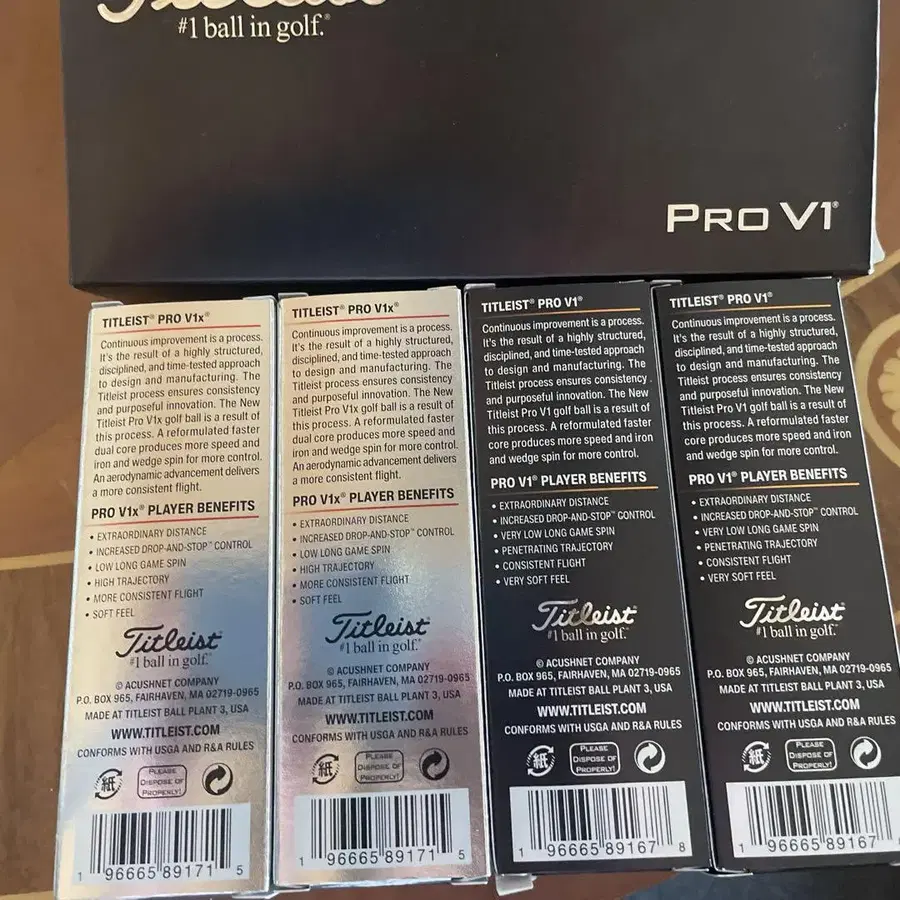 Titleist
#1 ball in golf.®
PRO V1®
TITLEIST® PRO V1x®
Continuous improvement is a process.
It's the result of a highly structured,
disciplined, and time-tested approach
to design and manufacturing. The
Titleist process ensures consistency
and purposeful innovation. The New
Titleist Pro V1x golf ball is a result of
this process. A reformulated faster
dual core produces more speed and
iron and wedge spin for more control.
An aerodynamic advancement delivers
a more consistent flight.
PRO V1x® PLAYER BENEFITS
• EXTRAORDINARY DISTANCE
• INCREASED DROP-AND-STOP™ CONTROL
• LOW LONG GAME SPIN
• HIGH TRAJECTORY
• MORE CONSISTENT FLIGHT
• SOFT FEEL
Titleist
#1 ball in golf.®
© ACUSHNET COMPANY
P.O. BOX 965, FAIRHAVEN, MA 02719-0965
MADE AT TITLEIST BALL PLANT 3, USA
WWW.TITLEIST.COM
CONFORMS WITH USGA AND R&A RULES
紙
PLEASE
DISPOSE OF
PROPERLY!
1 96665 89171 5
TITLEIST® PRO V1x®
Continuous improvement is a process.
It's the result of a highly structured,
disciplined, and time-tested approach
to design and manufacturing. The
Titleist process ensures consistency
and purposeful innovation. The New
Titleist Pro V1x golf ball is a result of
this process. A reformulated faster
dual core produces more speed and
iron and wedge spin for more control.
An aerodynamic advancement delivers
a more consistent flight.
PRO V1x® PLAYER BENEFITS
• EXTRAORDINARY DISTANCE
• INCREASED DROP-AND-STOP™ CONTROL
• LOW LONG GAME SPIN
• HIGH TRAJECTORY
• MORE CONSISTENT FLIGHT
• SOFT FEEL
Titleist
#1 ball in golf.®
© ACUSHNET COMPANY
P.O. BOX 965, FAIRHAVEN, MA 02719-0965
MADE AT TITLEIST BALL PLANT 3, USA
WWW.TITLEIST.COM
CONFORMS WITH USGA AND R&A RULES
紙
PLEASE
DISPOSE OF
PROPERLY!
1 96665 89171 5
TITLEIST® PRO V1®
Continuous improvement is a process.
It's the result of a highly structured,
disciplined, and time-tested approach
to design and manufacturing. The
Titleist process ensures consistency
and purposeful innovation. The New
Titleist Pro V1 golf ball is a result of
this process. A reformulated faster
core produces more speed and iron
and wedge spin for more control.
PRO V1® PLAYER BENEFITS
• EXTRAORDINARY DISTANCE
• INCREASED DROP-AND-STOP™ CONTROL
• VERY LOW LONG GAME SPIN
• PENETRATING TRAJECTORY
• CONSISTENT FLIGHT
• VERY SOFT FEEL
Titleist
#1 ball in golf.®
© ACUSHNET COMPANY
P.O. BOX 965, FAIRHAVEN, MA 02719-0965
MADE AT TITLEIST BALL PLANT 3, USA
WWW.TITLEIST.COM
CONFORMS WITH USGA AND R&A RULES
紙
PLEASE
DISPOSE OF
PROPERLY!
1 96665 89167 8
TITLEIST® PRO V1®
Continuous improvement is a process.
It's the result of a highly structured,
disciplined, and time-tested approach
to design and manufacturing. The
Titleist process ensures consistency
and purposeful innovation. The New
Titleist Pro V1 golf ball is a result of
this process. A reformulated faster
core produces more speed and iron
and wedge spin for more control.
PRO V1® PLAYER BENEFITS
• EXTRAORDINARY DISTANCE
• INCREASED DROP-AND-STOP™ CONTROL
• VERY LOW LONG GAME SPIN
• PENETRATING TRAJECTORY
• CONSISTENT FLIGHT
• VERY SOFT FEEL
Titleist
#1 ball in golf.®
© ACUSHNET COMPANY
P.O. BOX 965, FAIRHAVEN, MA 02719-0965
MADE AT TITLEIST BALL PLANT 3, USA
WWW.TITLEIST.COM
CONFORMS WITH USGA AND R&A RULES
紙
PLEASE
DISPOSE OF
PROPERLY!
1 96665 89167